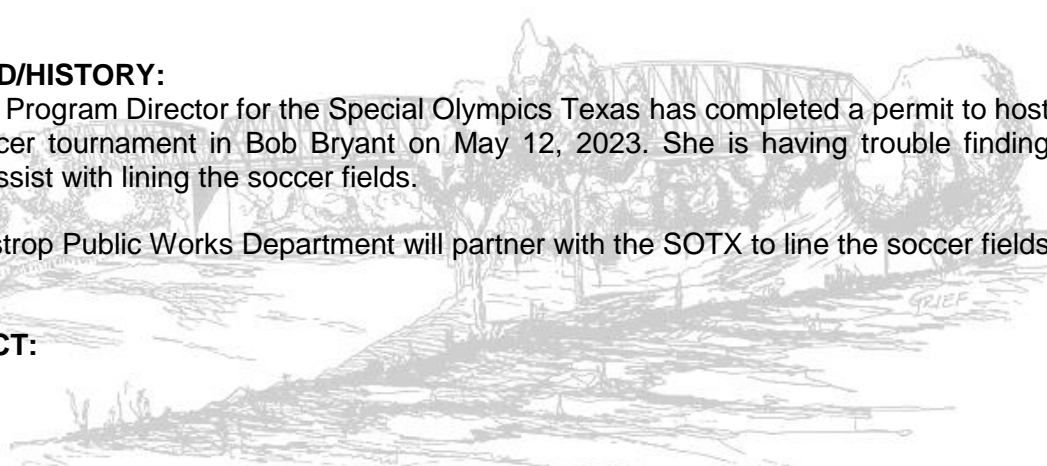 D/HISTORY:
Program Director for the Special Olympics Texas has completed a permit to host
cer tournament in Bob Bryant on May 12, 2023. She is having trouble finding
ssist with lining the soccer fields.
strop Public Works Department will partner with the SOTX to line the soccer fields
GRIEF
CT: